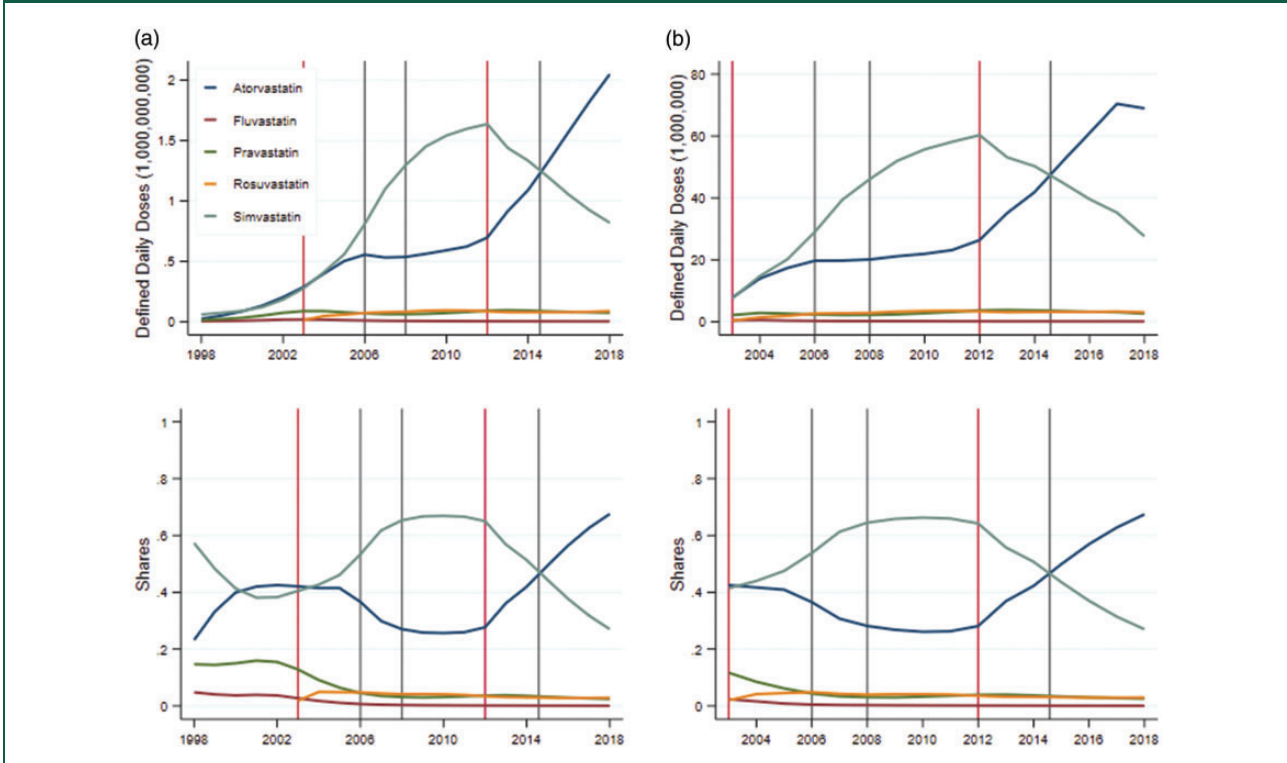 (a)
Defined Daily Doses (1,000,000,000)
2
1.5
1
.5
0
Atorvastatin
Fluvastatin
Pravastatin
Rosuvastatin
Simvastatin
1998 2002 2006 2010 2014 2018
(b)
Defined Daily Doses (1,000,000)
80
60
40
20
0
2004 2006 2008 2010 2012 2014 2016 2018
Shares
1
.8
.6
.4
.2
0
1998 2002 2006 2010 2014 2018
Shares
1
.8
.6
.4
.2
0
2004 2006 2008 2010 2012 2014 2016 2018